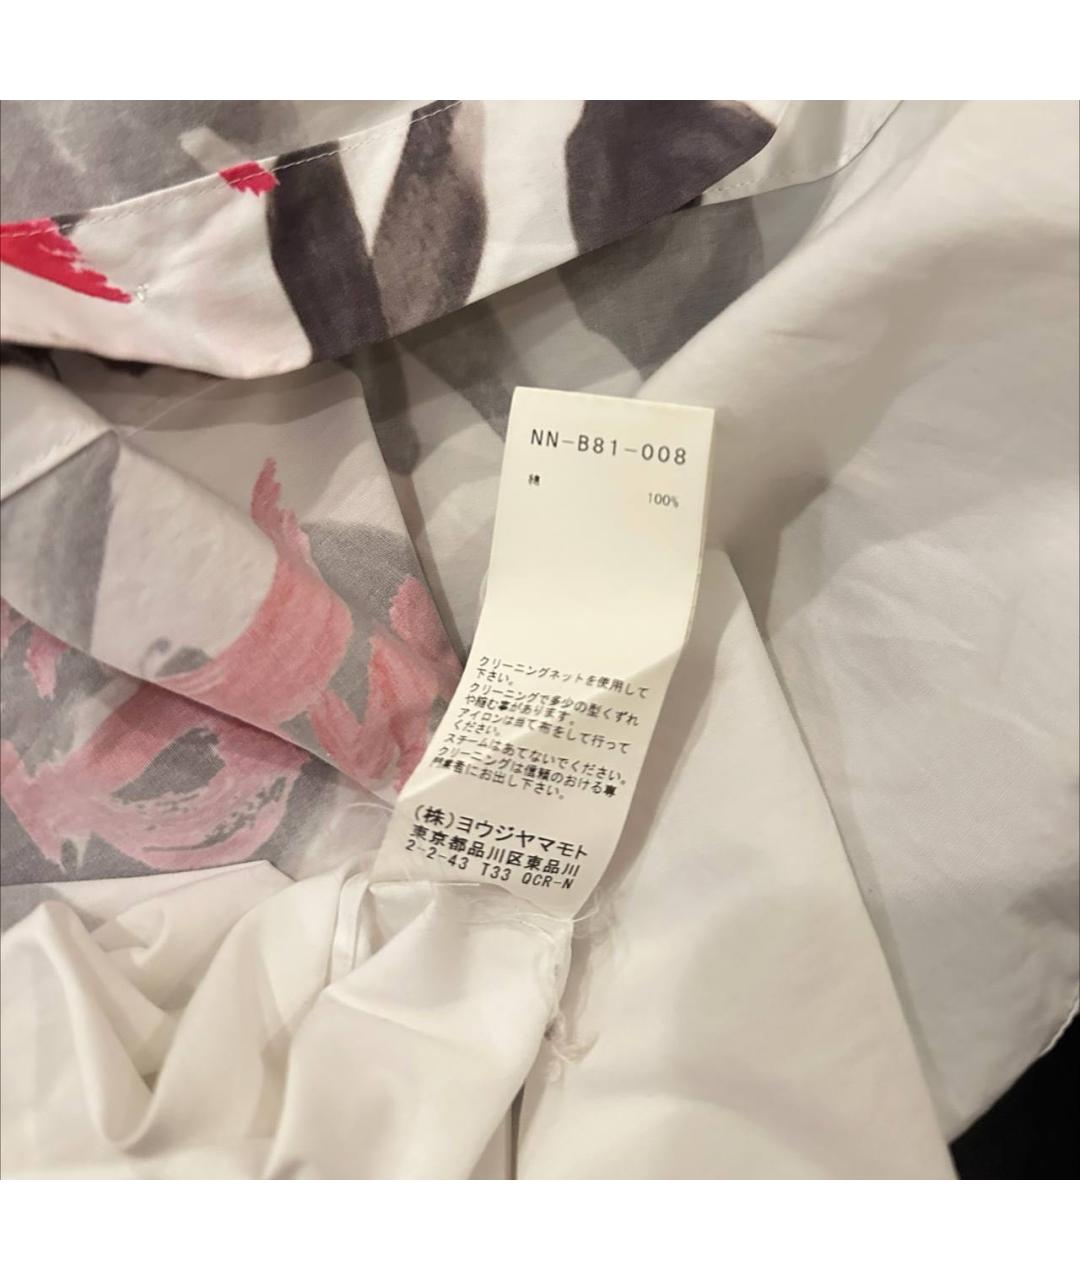 NN-B81-008
綿
100%
クリーニングネットを使用して
下さい。
クリーニングで多少の型くずれ
や縮む事があります。
アイロンは当て布をして行って
ください。
スチームはあてないでください。
クリーニングは信頼のおける専
門業者にお出し下さい。
(株)ヨウジヤマモト
東京都品川区東品川
2-2-43 T33 QCR-N